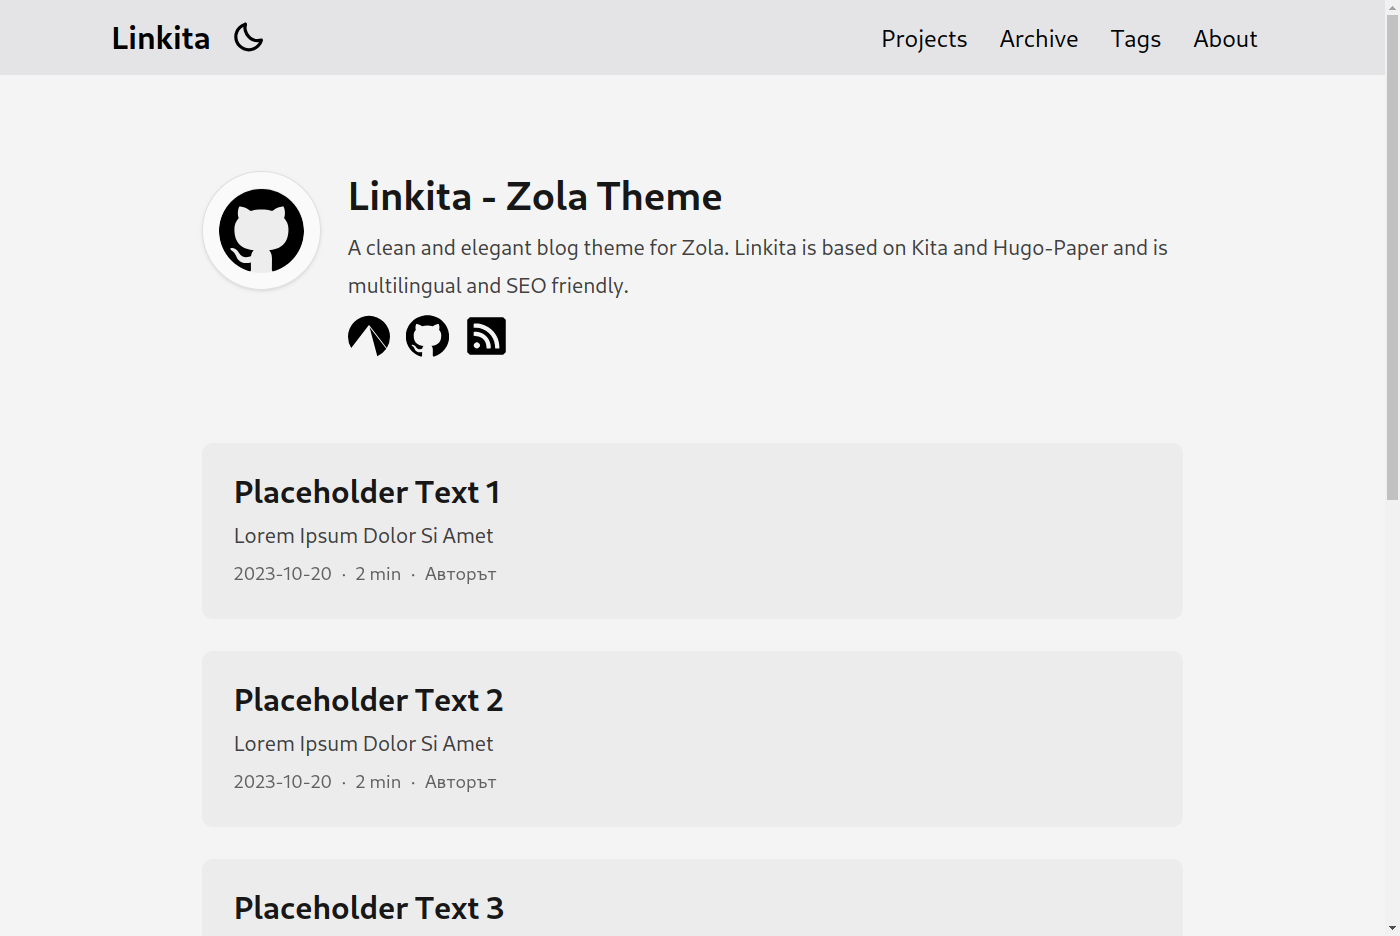 Linkita
Projects Archive Tags About
Linkita - Zola Theme
A clean and elegant blog theme for Zola. Linkita is based on Kita and Hugo-Paper and is
multilingual and SEO friendly.
Placeholder Text 1
Lorem Ipsum Dolor Si Amet
2023-10-20 · 2 min · Авторът
Placeholder Text 2
Lorem Ipsum Dolor Si Amet
2023-10-20 · 2 min · Авторът
Placeholder Text 3